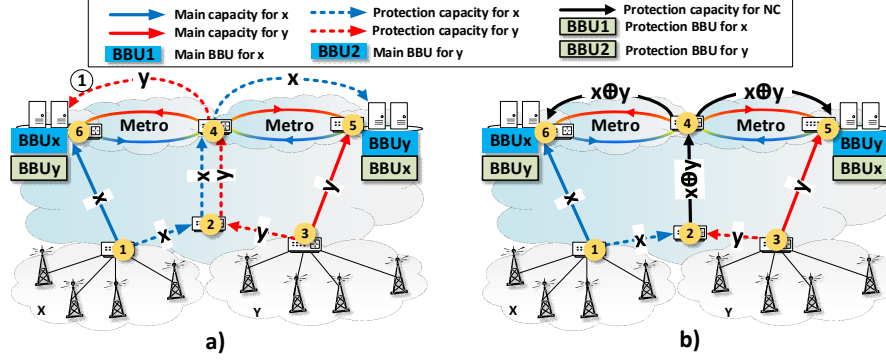 Main capacity for x Protection capacity for x Protection capacity for NC
Main capacity for y Protection capacity for y BBU1 Protection BBU for x
BBU1 Main BBU for x BBU2 Main BBU for y BBU2 Protection BBU for y
1 y x
x⊕y x⊕y
6 Metro 4 Metro 5
6 Metro 4 Metro 5
BBUx BBUy
BBUy BBUx
BBUx BBUy
BBUy BBUx
x x y y
x x⊕y y
1 x 2 y 3
1 x 2 y 3
X Y
X Y
a) b)